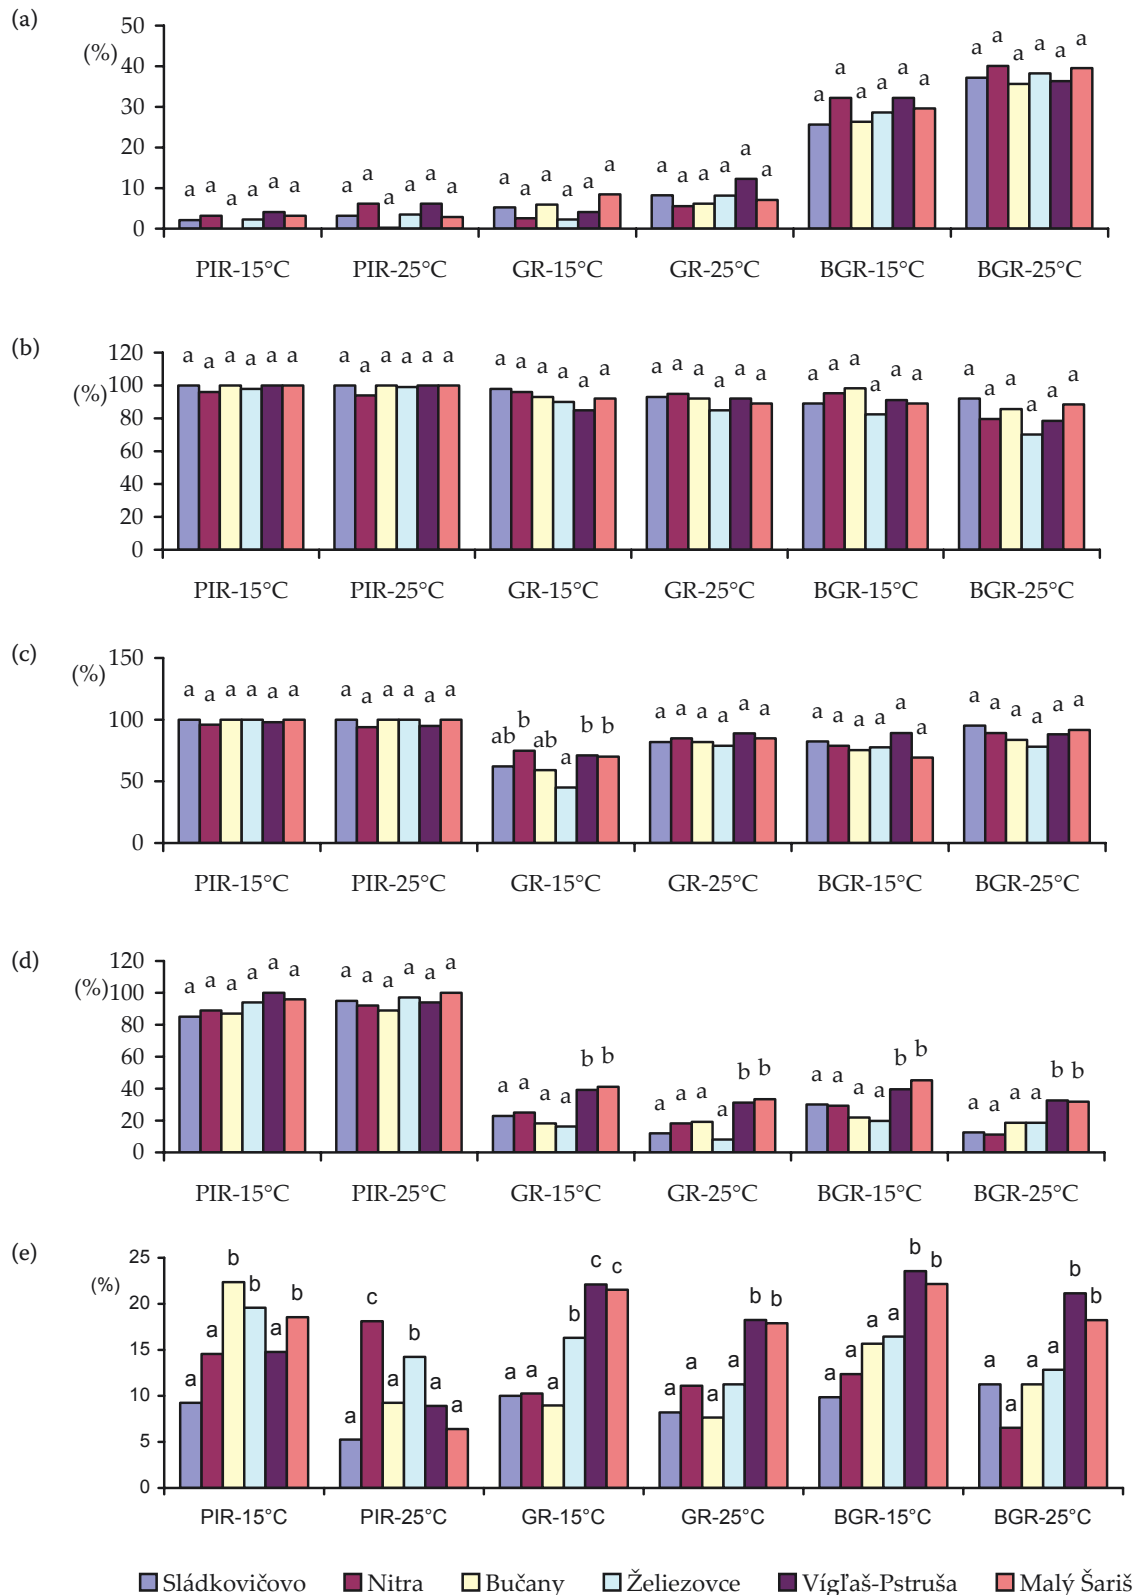 (a)
(%)
50
40
30
20
10
0
a a a a a a a a a a a a a a a a a a a a a a a a a a a a a a a a a a a a
PIR-15°C PIR-25°C GR-15°C GR-25°C BGR-15°C BGR-25°C
(b)
(%)
120
100
80
60
40
20
0
a a a a a a a a a a a a a a a a a a a a a a a a a a a a a a a a a a a a
PIR-15°C PIR-25°C GR-15°C GR-25°C BGR-15°C BGR-25°C
(c)
(%)
150
100
50
0
a a a a a a a a a a a a ab b ab a b b a a a a a a a a a a a a a a a a a a
PIR-15°C PIR-25°C GR-15°C GR-25°C BGR-15°C BGR-25°C
(d)
(%)
120
100
80
60
40
20
0
a a a a a a a a a a a a a a a a b b a a a a b b a a a a b b a a a a b b
PIR-15°C PIR-25°C GR-15°C GR-25°C BGR-15°C BGR-25°C
(e)
(%)
25
20
15
10
5
0
a a b b a b a c a b a a a a a b c c a a a a b b a a a a b b a a a a b b
PIR-15°C PIR-25°C GR-15°C GR-25°C BGR-15°C BGR-25°C
Sládkovičovo Nitra Bučany Želiezovce Vígľaš-Pstruša Malý Šariš